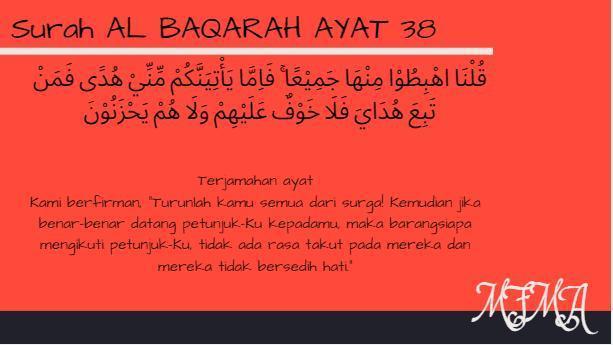 Surah AL BAQARAH AYAT 38
قُلْنَا اهْبِطُوْا مِنْهَا جَمِيْعًا ۚ فَاِمَّا يَأْتِيَنَّكُمْ مِّنِّيْ هُدًى فَمَنْ
تَبِعَ هُدَايَ فَلَا خَوْفٌ عَلَيْهِمْ وَلَا هُمْ يَحْزَنُوْنَ
Terjamahan ayat
Kami berfirman, "Turunlah kamu semua dari surga! Kemudian jika
benar-benar datang petunjuk-Ku kepadamu, maka barangsiapa
mengikuti petunjuk-Ku, tidak ada rasa takut pada mereka dan
mereka tidak bersedih hati."
MFMA